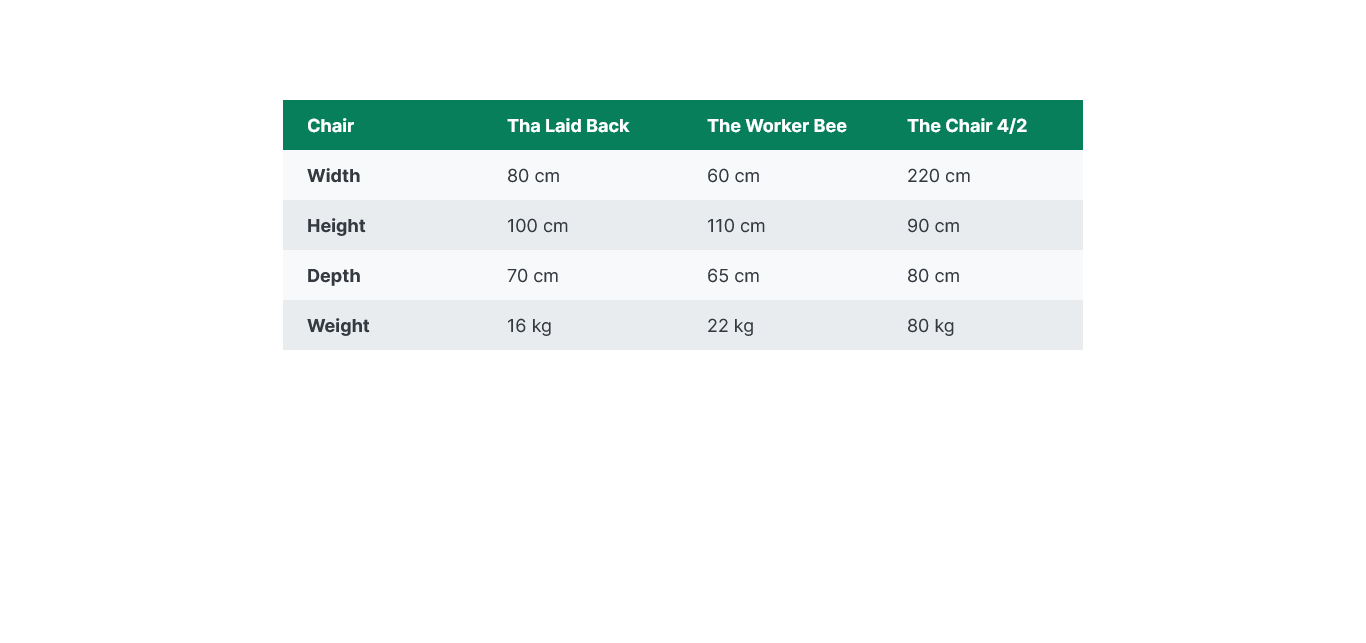 Chair Tha Laid Back The Worker Bee The Chair 4/2
Width 80 cm 60 cm 220 cm
Height 100 cm 110 cm 90 cm
Depth 70 cm 65 cm 80 cm
Weight 16 kg 22 kg 80 kg